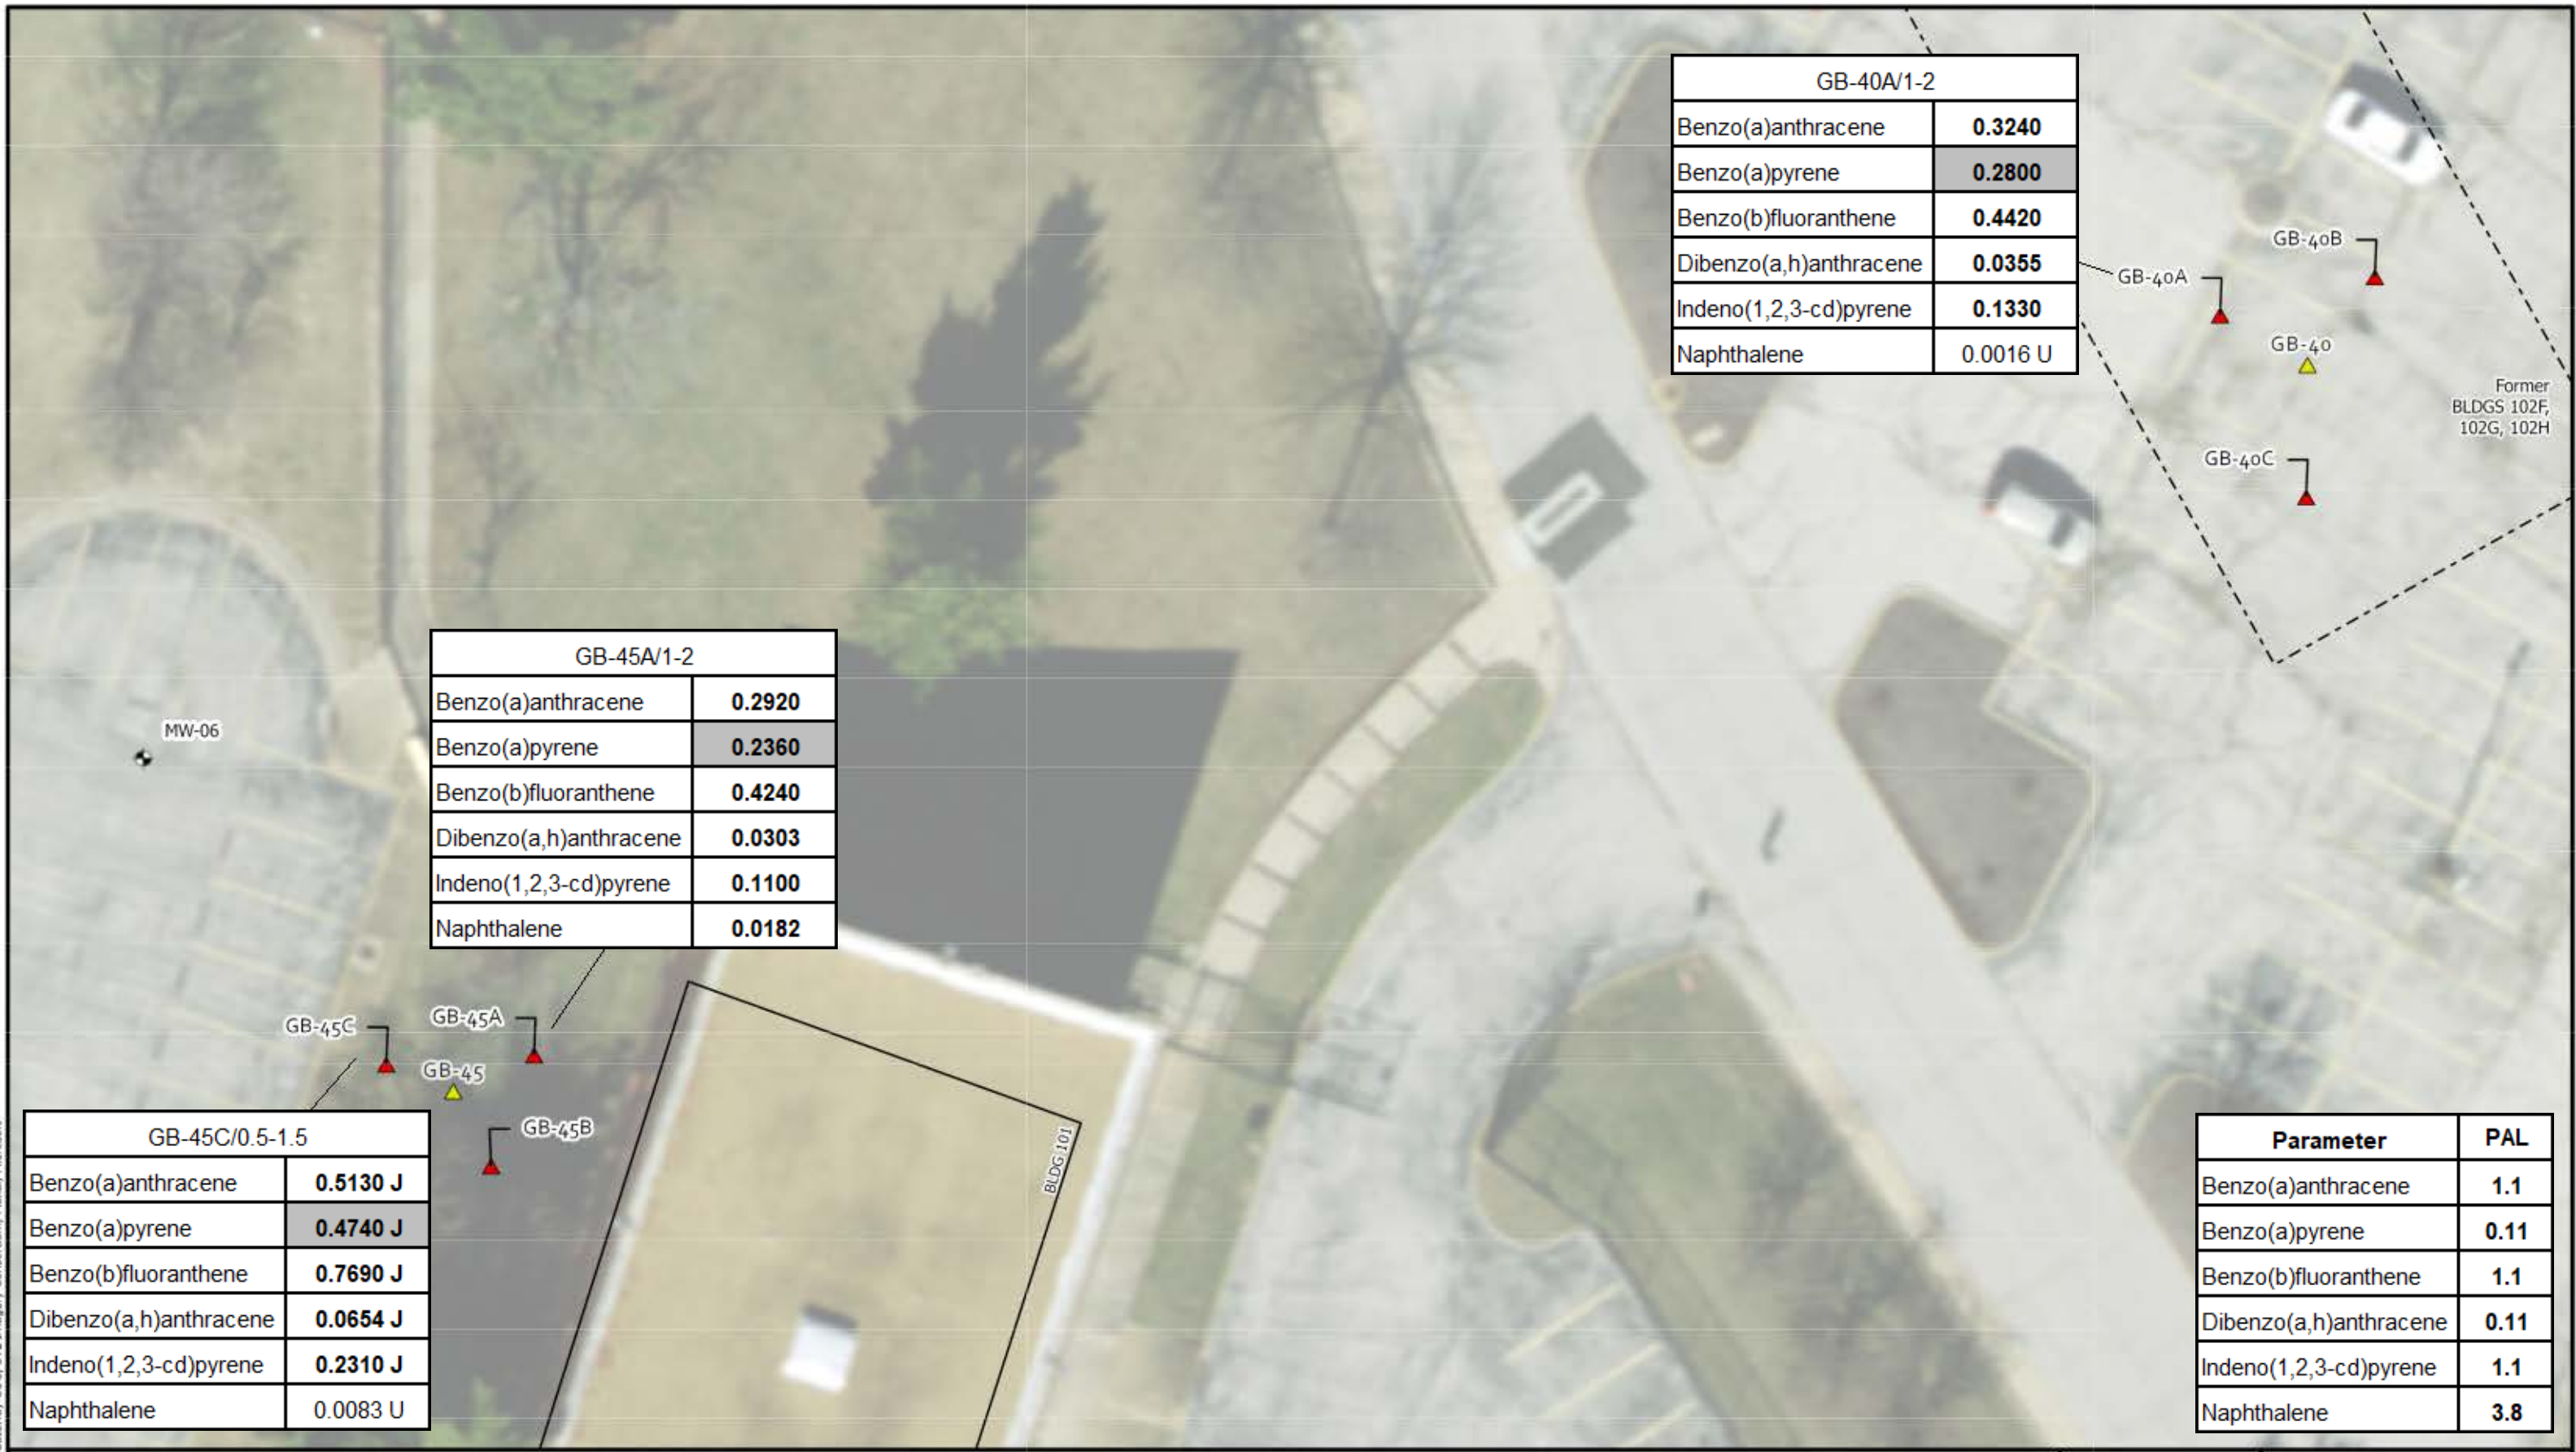 GB-40A/1-2
Benzo(a)anthracene 0.3240
Benzo(a)pyrene 0.2800
Benzo(b)fluoranthene 0.4420
Dibenzo(a,h)anthracene 0.0355
Indeno(1,2,3-cd)pyrene 0.1330
Naphthalene 0.0016 U
GB-40B
GB-40A
GB-40
Former
BLDGS 102F,
102G, 102H
GB-40C
GB-45A/1-2
Benzo(a)anthracene 0.2920
Benzo(a)pyrene 0.2360
Benzo(b)fluoranthene 0.4240
Dibenzo(a,h)anthracene 0.0303
Indeno(1,2,3-cd)pyrene 0.1100
Naphthalene 0.0182
MW-06
GB-45C
GB-45A
GB-45
GB-45B
BLDG 101
GB-45C/0.5-1.5
Benzo(a)anthracene 0.5130 J
Benzo(a)pyrene 0.4740 J
Benzo(b)fluoranthene 0.7690 J
Dibenzo(a,h)anthracene 0.0654 J
Indeno(1,2,3-cd)pyrene 0.2310 J
Naphthalene 0.0083 U
Parameter PAL
Benzo(a)anthracene 1.1
Benzo(a)pyrene 0.11
Benzo(b)fluoranthene 1.1
Dibenzo(a,h)anthracene 0.11
Indeno(1,2,3-cd)pyrene 1.1
Naphthalene 3.8